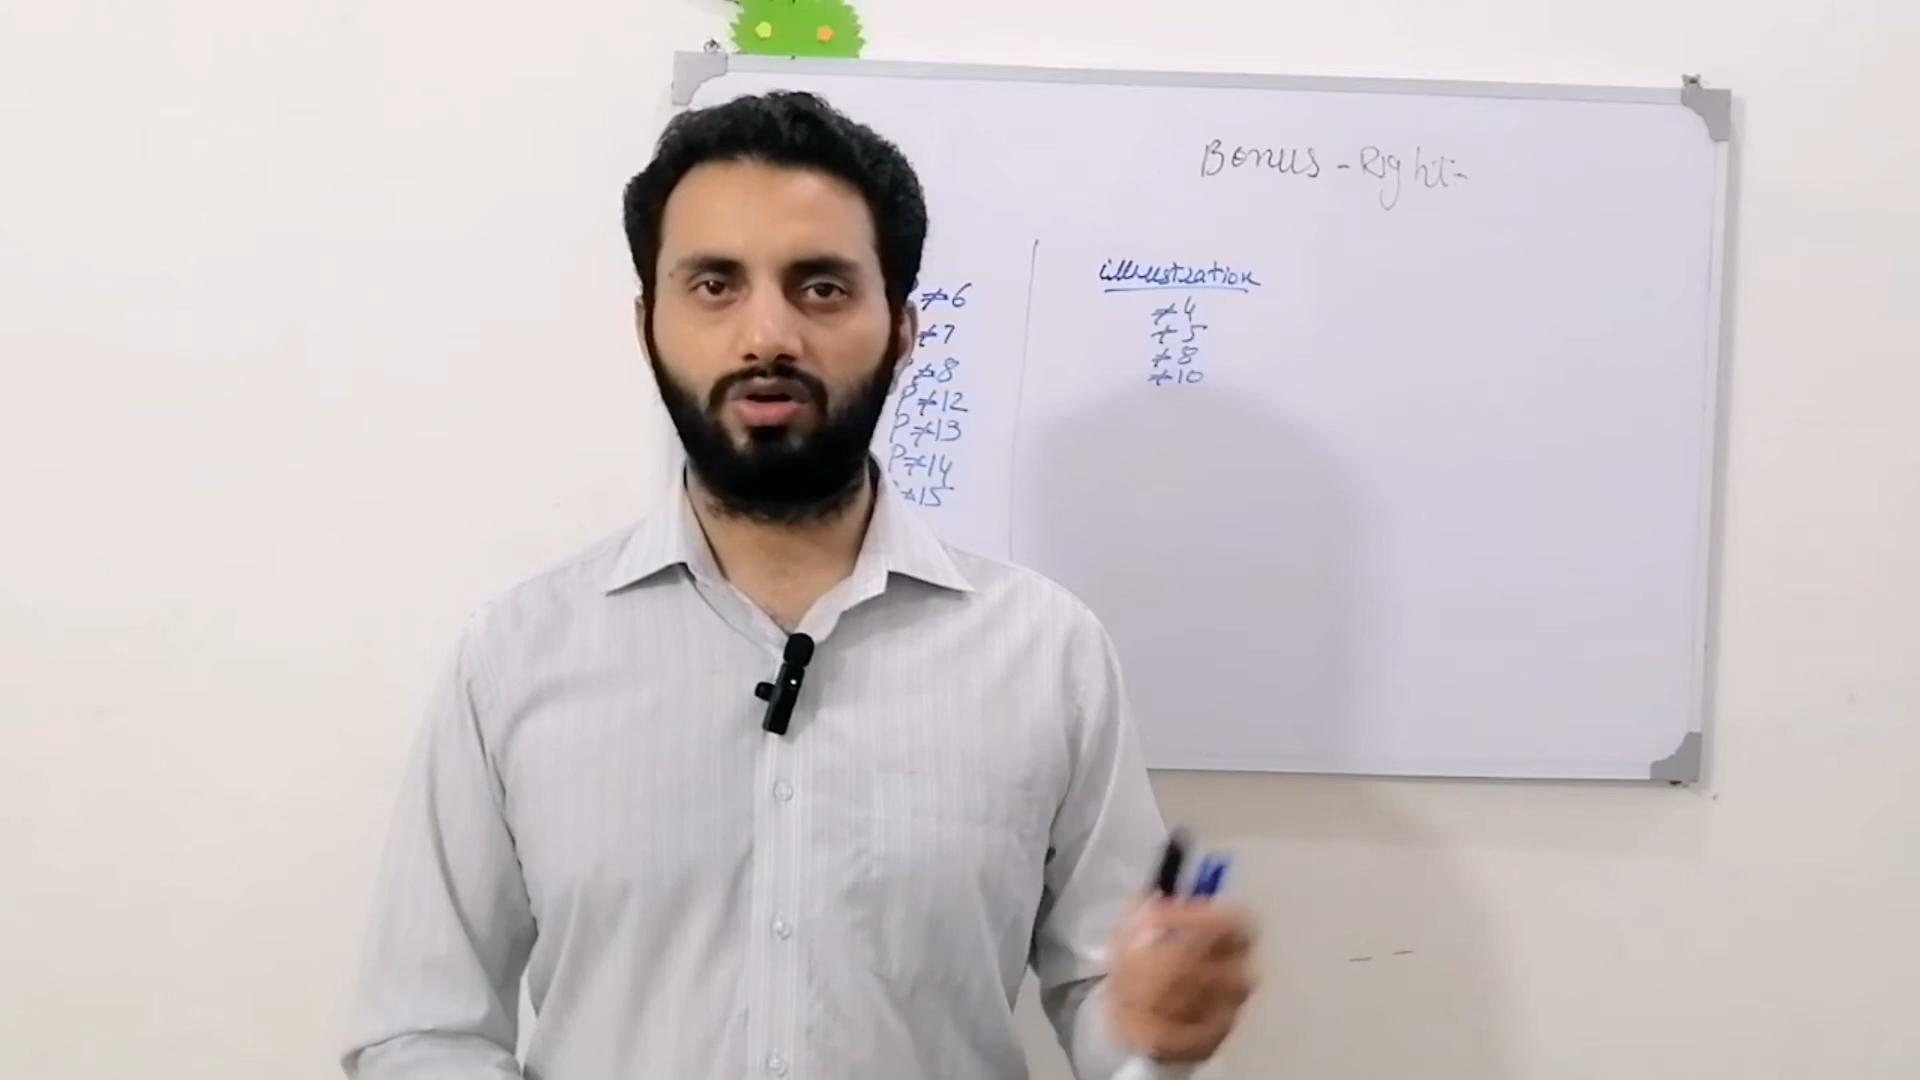 Bonus - Right-
≠6
≠7
≠8
P ≠12
P ≠13
P ≠14
≠15
illustration
≠4
≠5
≠8
≠10